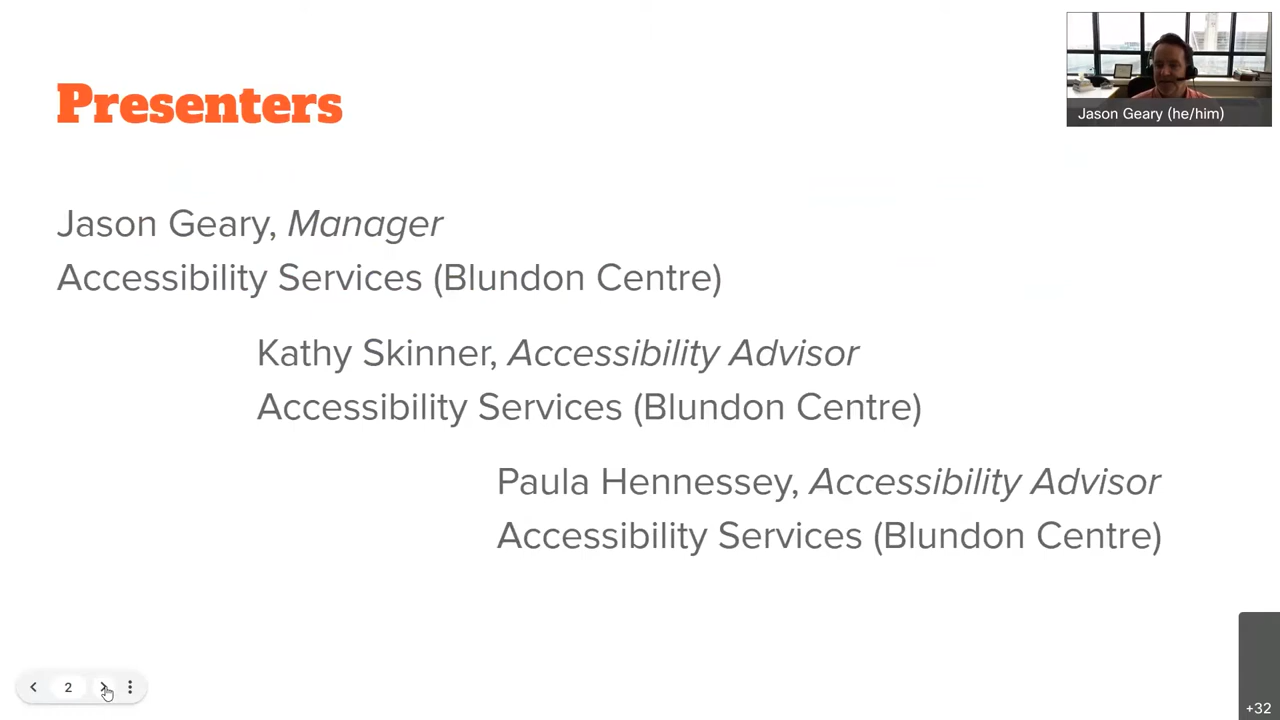 Presenters
Jason Geary (he/him)
Jason Geary, Manager
Accessibility Services (Blundon Centre)
Kathy Skinner, Accessibility Advisor
Accessibility Services (Blundon Centre)
Paula Hennessey, Accessibility Advisor
Accessibility Services (Blundon Centre)
2
+32